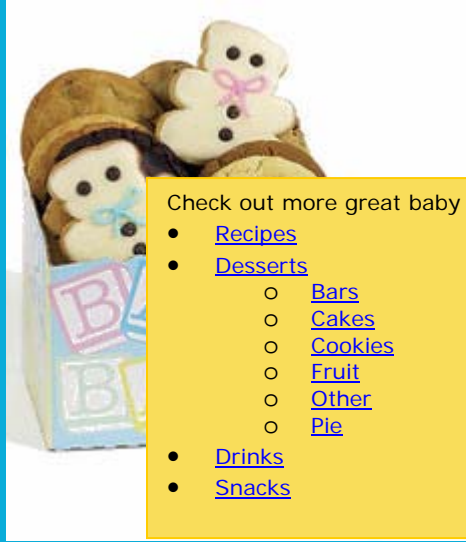 Check out more great baby
• Recipes
• Desserts
o Bars
o Cakes
o Cookies
o Fruit
o Other
o Pie
• Drinks
• Snacks
B
B